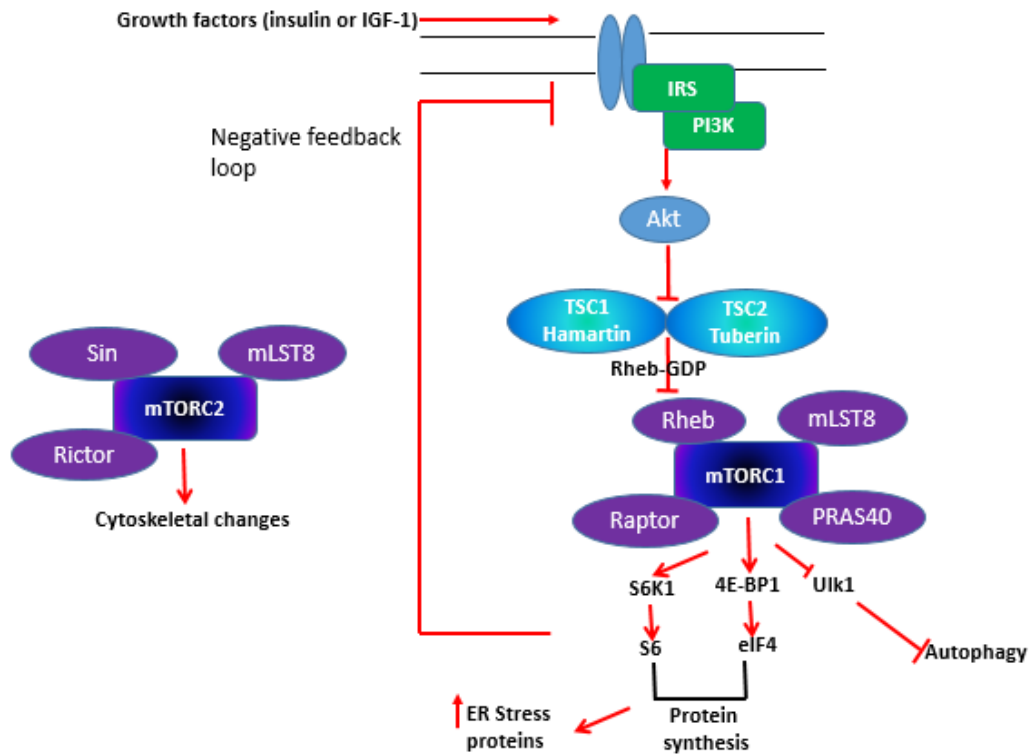 Growth factors (insulin or IGF-1)
IRS
PI3K
Negative feedback
loop
Akt
TSC1
Hamartin
TSC2
Tuberin
Rheb-GDP
Sin
mLST8
mTORC2
Rictor
Cytoskeletal changes
Rheb
mLST8
mTORC1
Raptor
PRAS40
S6K1
4E-BP1
Ulk1
S6
eIF4
Autophagy
ER Stress
proteins
Protein
synthesis